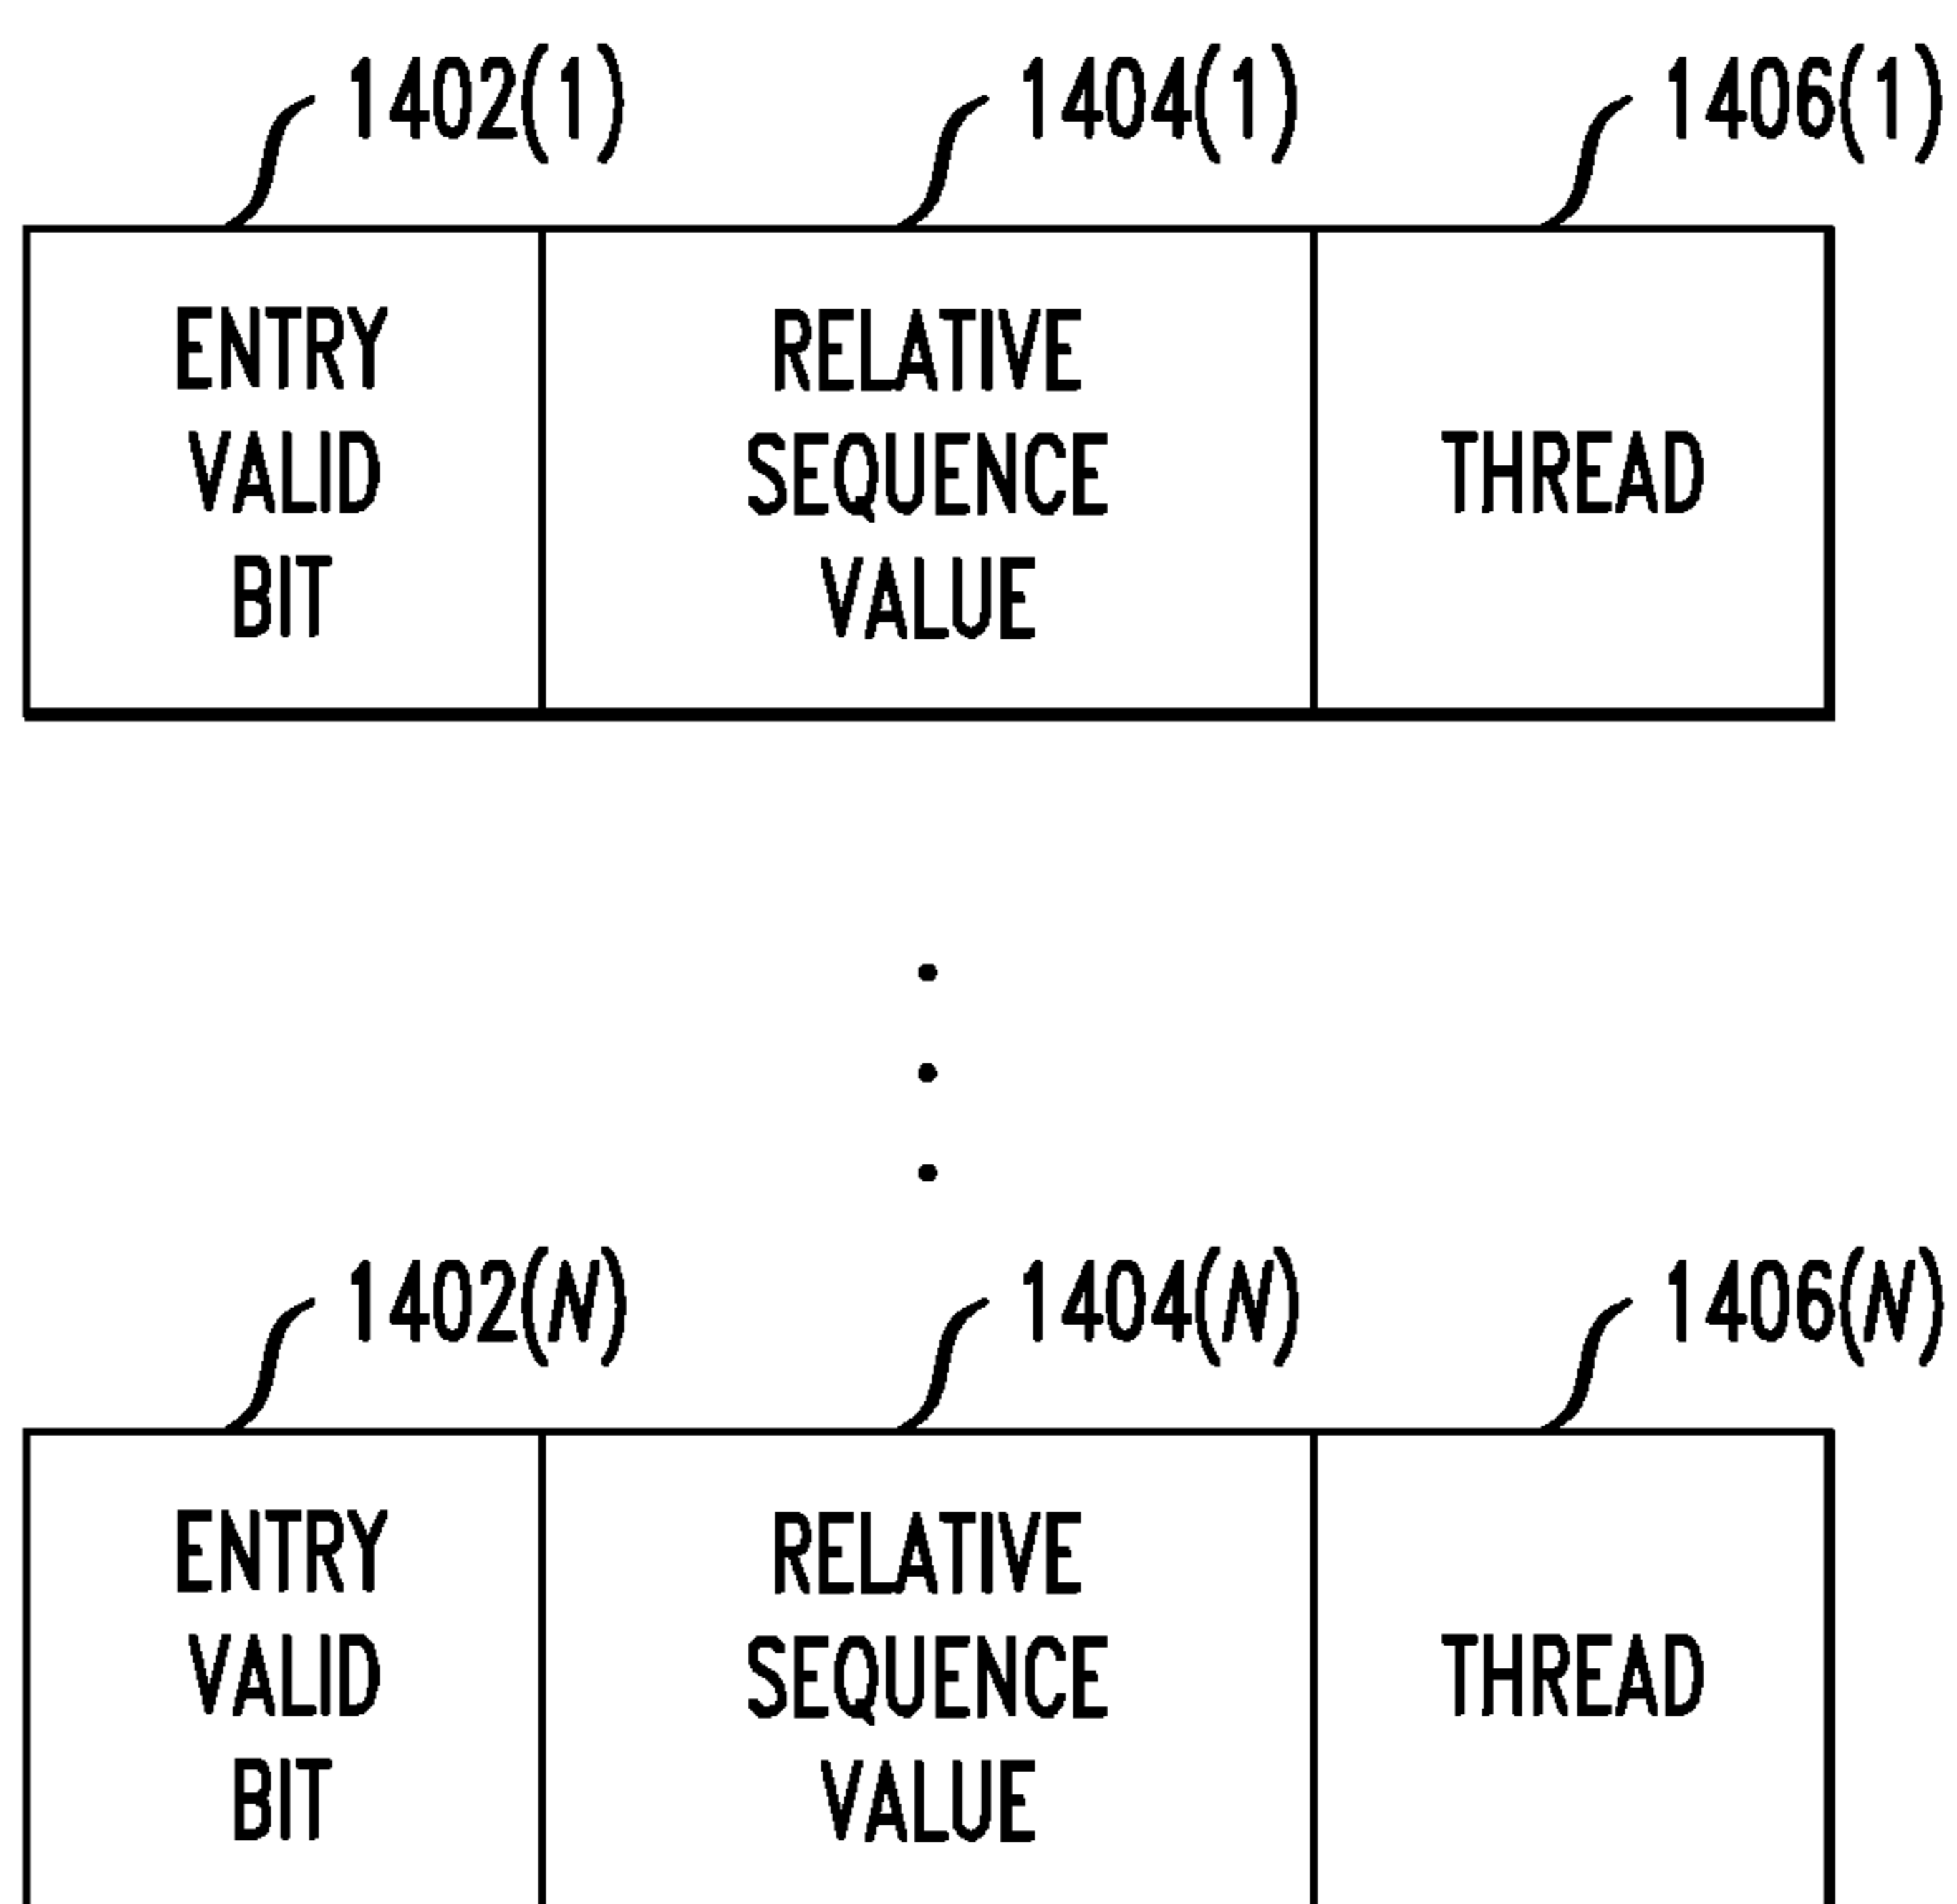 1402(1) 1404(1) 1406(1)
ENTRY
VALID
BIT
RELATIVE
SEQUENCE
VALUE
THREAD
1402(N) 1404(N) 1406(N)
ENTRY
VALID
BIT
RELATIVE
SEQUENCE
VALUE
THREAD